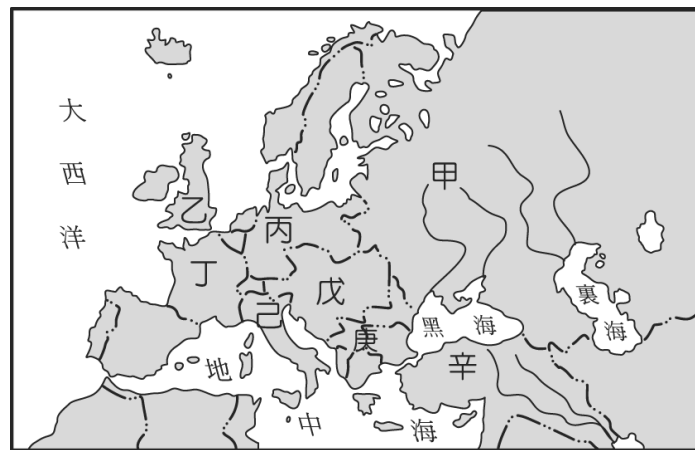 大西洋
甲
乙
丙
丁
戊
己
庚
辛
黑海
裏海
地中海